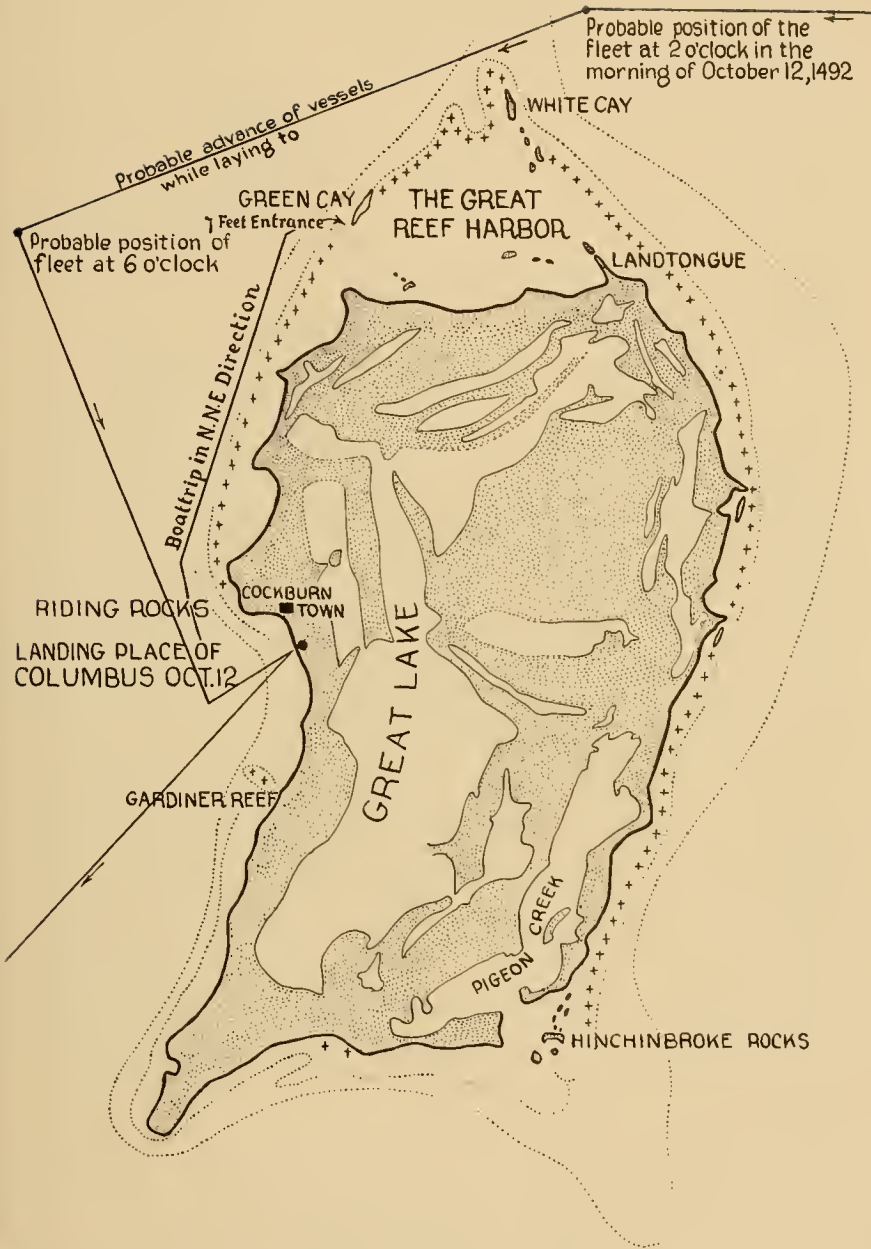 Probable position of the
fleet at 2 o'clock in the
morning of October 12, 1492
WHITE CAY
Probable advance of vessels
while laying to
GREEN CAY
7 Feet Entrance
THE GREAT
REEF HARBOR
Probable position of
fleet at 6 o'clock
LANDTONGUE
Boattrip in N.N.E Direction
COCKBURN
TOWN
RIDING ROCKS
LANDING PLACE OF
COLUMBUS OCT. 12
GREAT LAKE
GARDINER REEF
PIGEON CREEK
HINCHINBROKE ROCKS